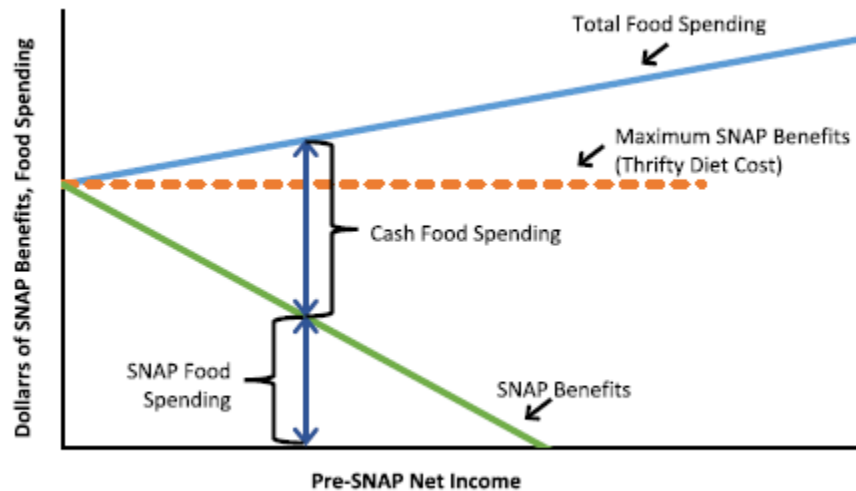 Total Food Spending
Maximum SNAP Benefits
(Thrifty Diet Cost)
Cash Food Spending
SNAP Food
Spending
SNAP Benefits
Dollarrs of SNAP Benefits, Food Spending
Pre-SNAP Net Income